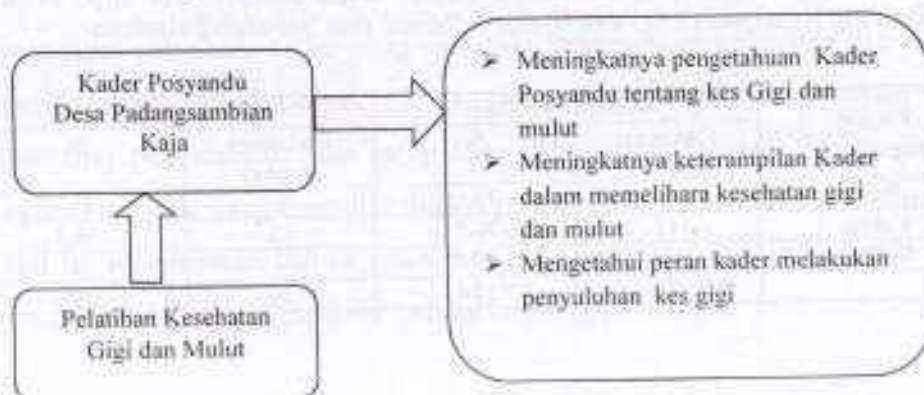 Kader Posyandu
Desa Padangsambian
Kaja
➢ Meningkatnya pengetahuan Kader
Posyandu tentang kes Gigi dan
mulut
➢ Meningkatnya keterampilan Kader
dalam memelihara kesehatan gigi
dan mulut
➢ Mengetahui peran kader melakukan
penyuluhan kes gigi
Pelatihan Kesehatan
Gigi dan Mulut